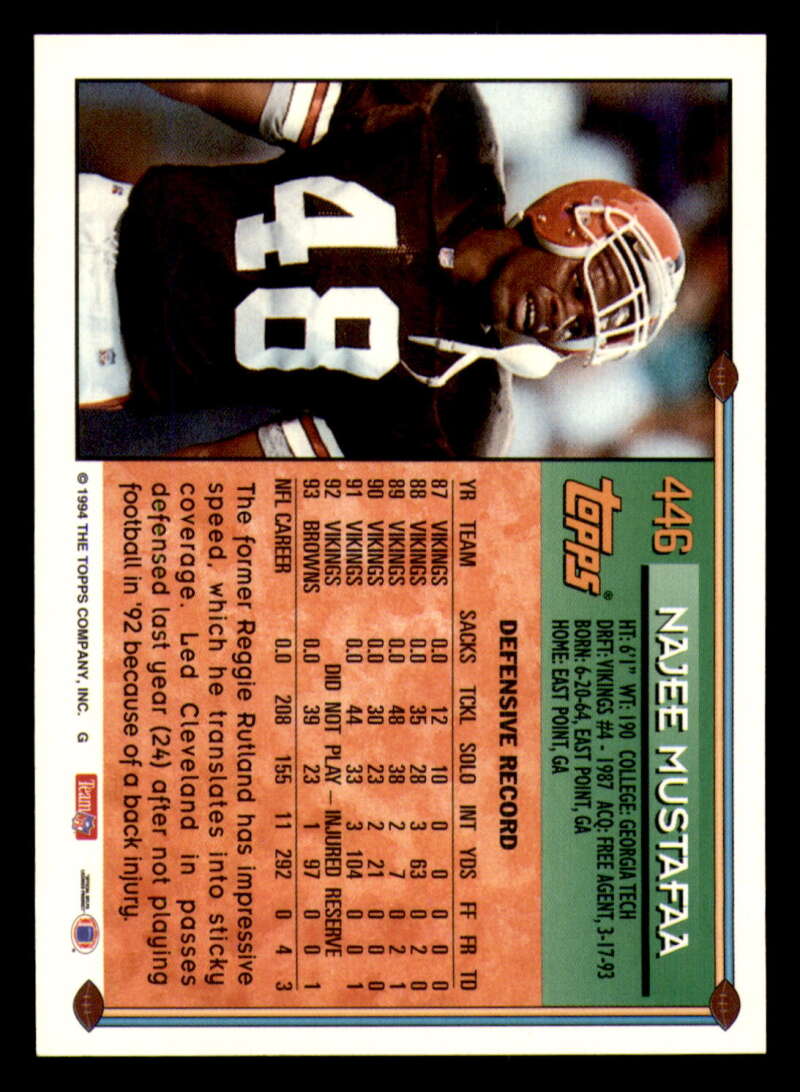 48
446 NAJEE MUSTAFAA
topps®
HT: 6'1" WT: 190 COLLEGE: GEORGIA TECH
DRFT: VIKINGS #4 - 1987 ACQ: FREE AGENT, 3-17-93
BORN: 6-20-64, EAST POINT, GA
HOME: EAST POINT, GA
DEFENSIVE RECORD
YR TEAM SACKS TCKL SOLO INT YDS FF FR TD
87 VIKINGS 0.0 12 10 0 0 0 0 0
88 VIKINGS 0.0 35 28 3 63 0 2 0
89 VIKINGS 0.0 48 38 2 7 0 2 1
90 VIKINGS 0.0 30 23 2 21 0 0 0
91 VIKINGS 0.0 44 33 3 104 0 0 1
92 VIKINGS DID NOT PLAY — INJURED RESERVE
93 BROWNS 0.0 39 23 1 97 0 0 1
NFL CAREER 0.0 208 155 11 292 0 4 3
The former Reggie Rutland has impressive
speed, which he translates into sticky
coverage. Led Cleveland in passes
defensed last year (24) after not playing
football in '92 because of a back injury.
© 1994 THE TOPPS COMPANY, INC. G
Team